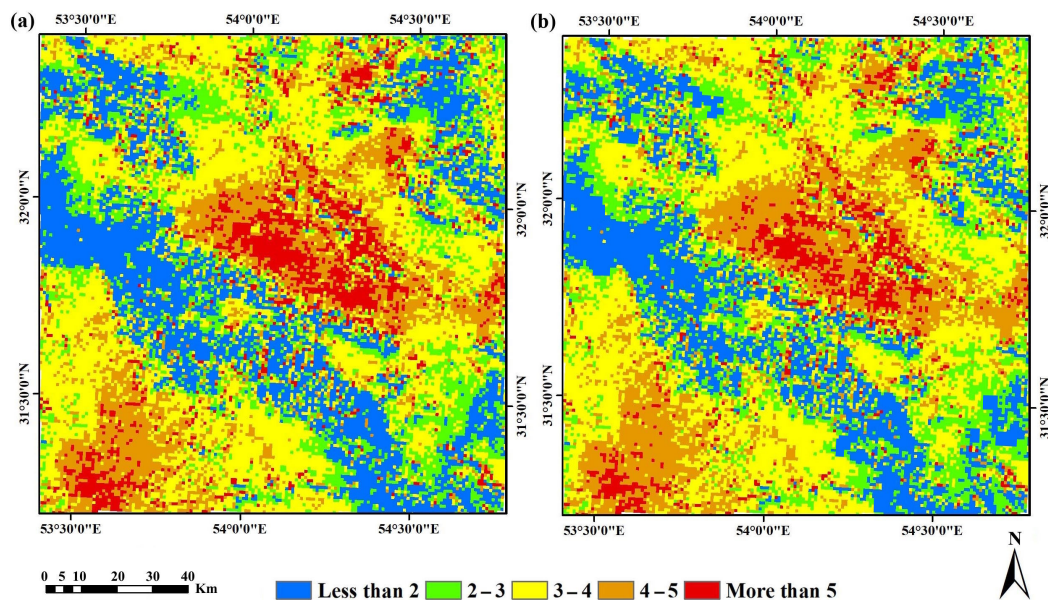 (a) 53°30'0"E 54°0'0"E 54°30'0"E
(b) 53°30'0"E 54°0'0"E 54°30'0"E
32°0'0"N 32°0'0"N 32°0'0"N 32°0'0"N
31°30'0"N 31°30'0"N 31°30'0"N 31°30'0"N
53°30'0"E 54°0'0"E 54°30'0"E 53°30'0"E 54°0'0"E 54°30'0"E
N
0 5 10 20 30 40 Km
Less than 2 2–3 3–4 4–5 More than 5